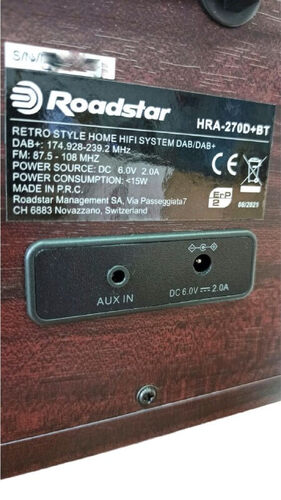 S/N/
Roadstar
HRA-270D+BT
RETRO STYLE HOME HIFI SYSTEM DAB/DAB+
DAB+: 174.928-239.2 MHz
FM: 87.5 - 108 MHZ
POWER SOURCE: DC 6.0V 2.0A
POWER CONSUMPTION: <15W
MADE IN P.R.C.
Roadstar Management SA, Via Passeggiata7
CH 6883 Novazzano, Switzerland
CE
ErP
2
08/2021
AUX IN
DC 6.0V ⎓ 2.0A